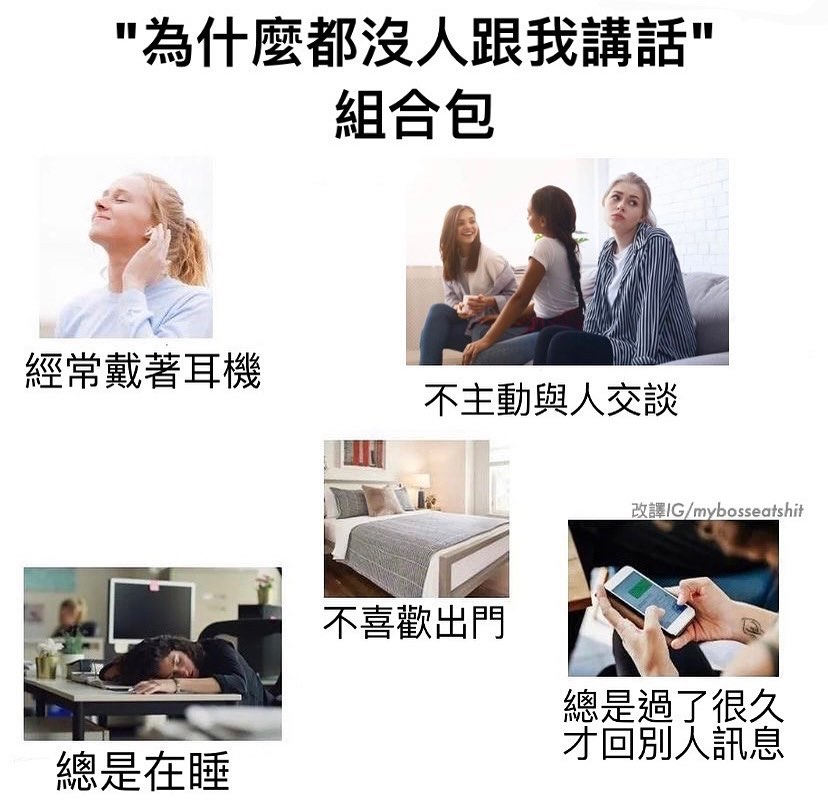 "為什麼都沒人跟我講話"
組合包
經常戴著耳機
不主動與人交談
改譯IG/mybosseatshit
不喜歡出門
總是在睡
總是過了很久
才回別人訊息